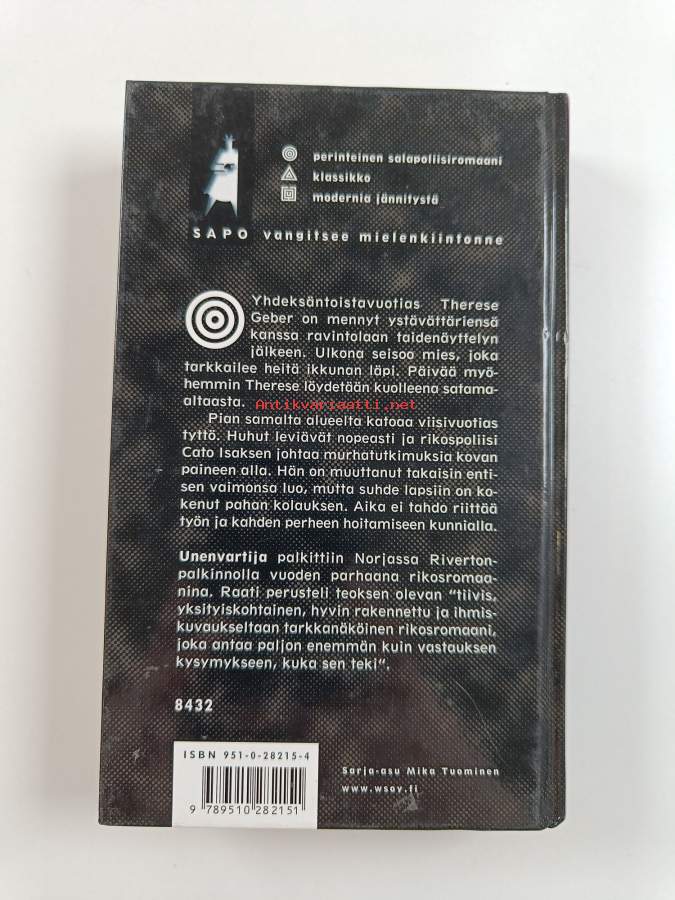 perinteinen salapoliisiromaani
klassikko
modernia jännitystä
SAPO vangitsee mielenkiintonne
Yhdeksäntoistavuotias Therese
Geber on mennyt ystävättäriensä
kanssa ravintolaan taidenäyttelyn
jälkeen. Ulkona seisoo mies, joka
tarkkailee heitä ikkunan läpi. Päivää myö-
hemmin Therese löydetään kuolleena satama-
altaasta.
Antikvariaatti.net
Pian samalta alueelta katoaa viisivuotias
tyttö. Huhut leviävät nopeasti ja rikospoliisi
Cato Isaksen johtaa murhatutkimuksia kovan
paineen alla. Hän on muuttanut takaisin enti-
sen vaimonsa luo, mutta suhde lapsiin on ko-
kenut pahan kolauksen. Aika ei tahdo riittää
työn ja kahden perheen hoitamiseen kunnialla.
Unenvartija palkittiin Norjassa Riverton-
palkinnolla vuoden parhaana rikosromaa-
nina. Raati perusteli teoksen olevan "tiivis,
yksityiskohtainen, hyvin rakennettu ja ihmis-
kuvaukseltaan tarkkanäköinen rikosromaani,
joka antaa paljon enemmän kuin vastauksen
kysymykseen, kuka sen teki".
8432
ISBN 951-0-28215-4
9 789510 282151
Sarja-asu Mika Tuominen
www.wsoy.fi